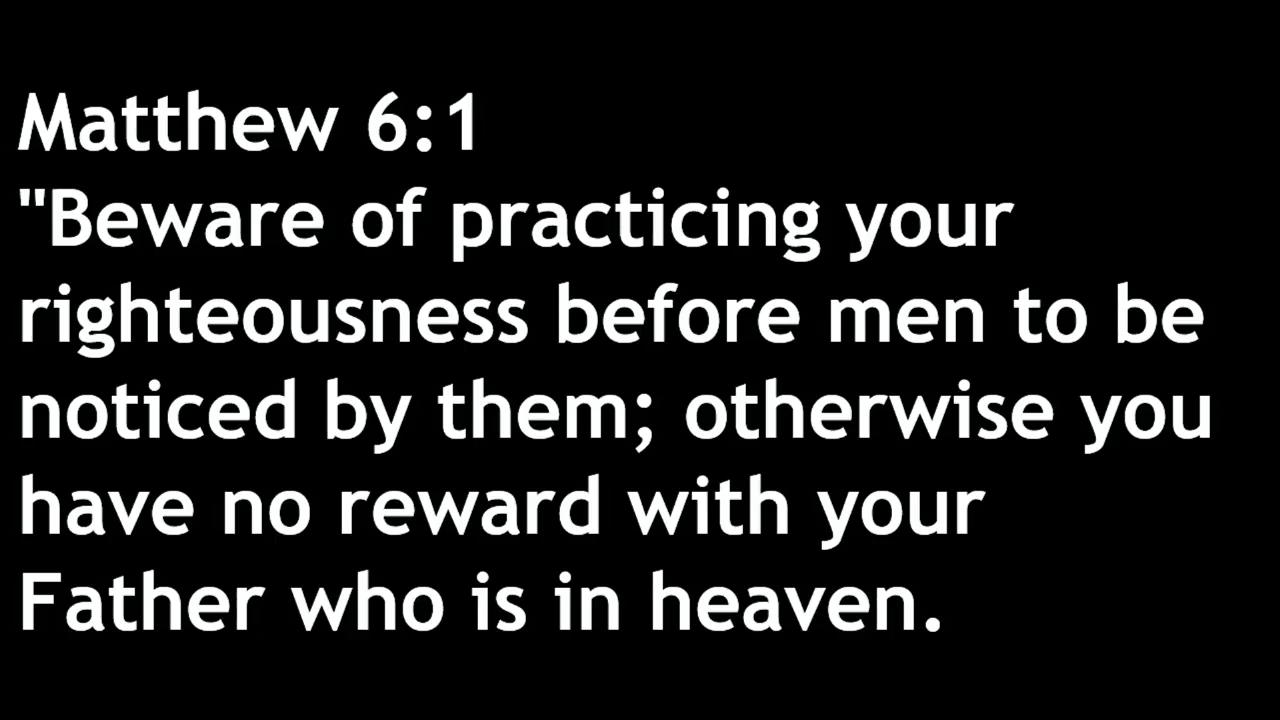 Matthew 6:1
"Beware of practicing your
righteousness before men to be
noticed by them; otherwise you
have no reward with your
Father who is in heaven.